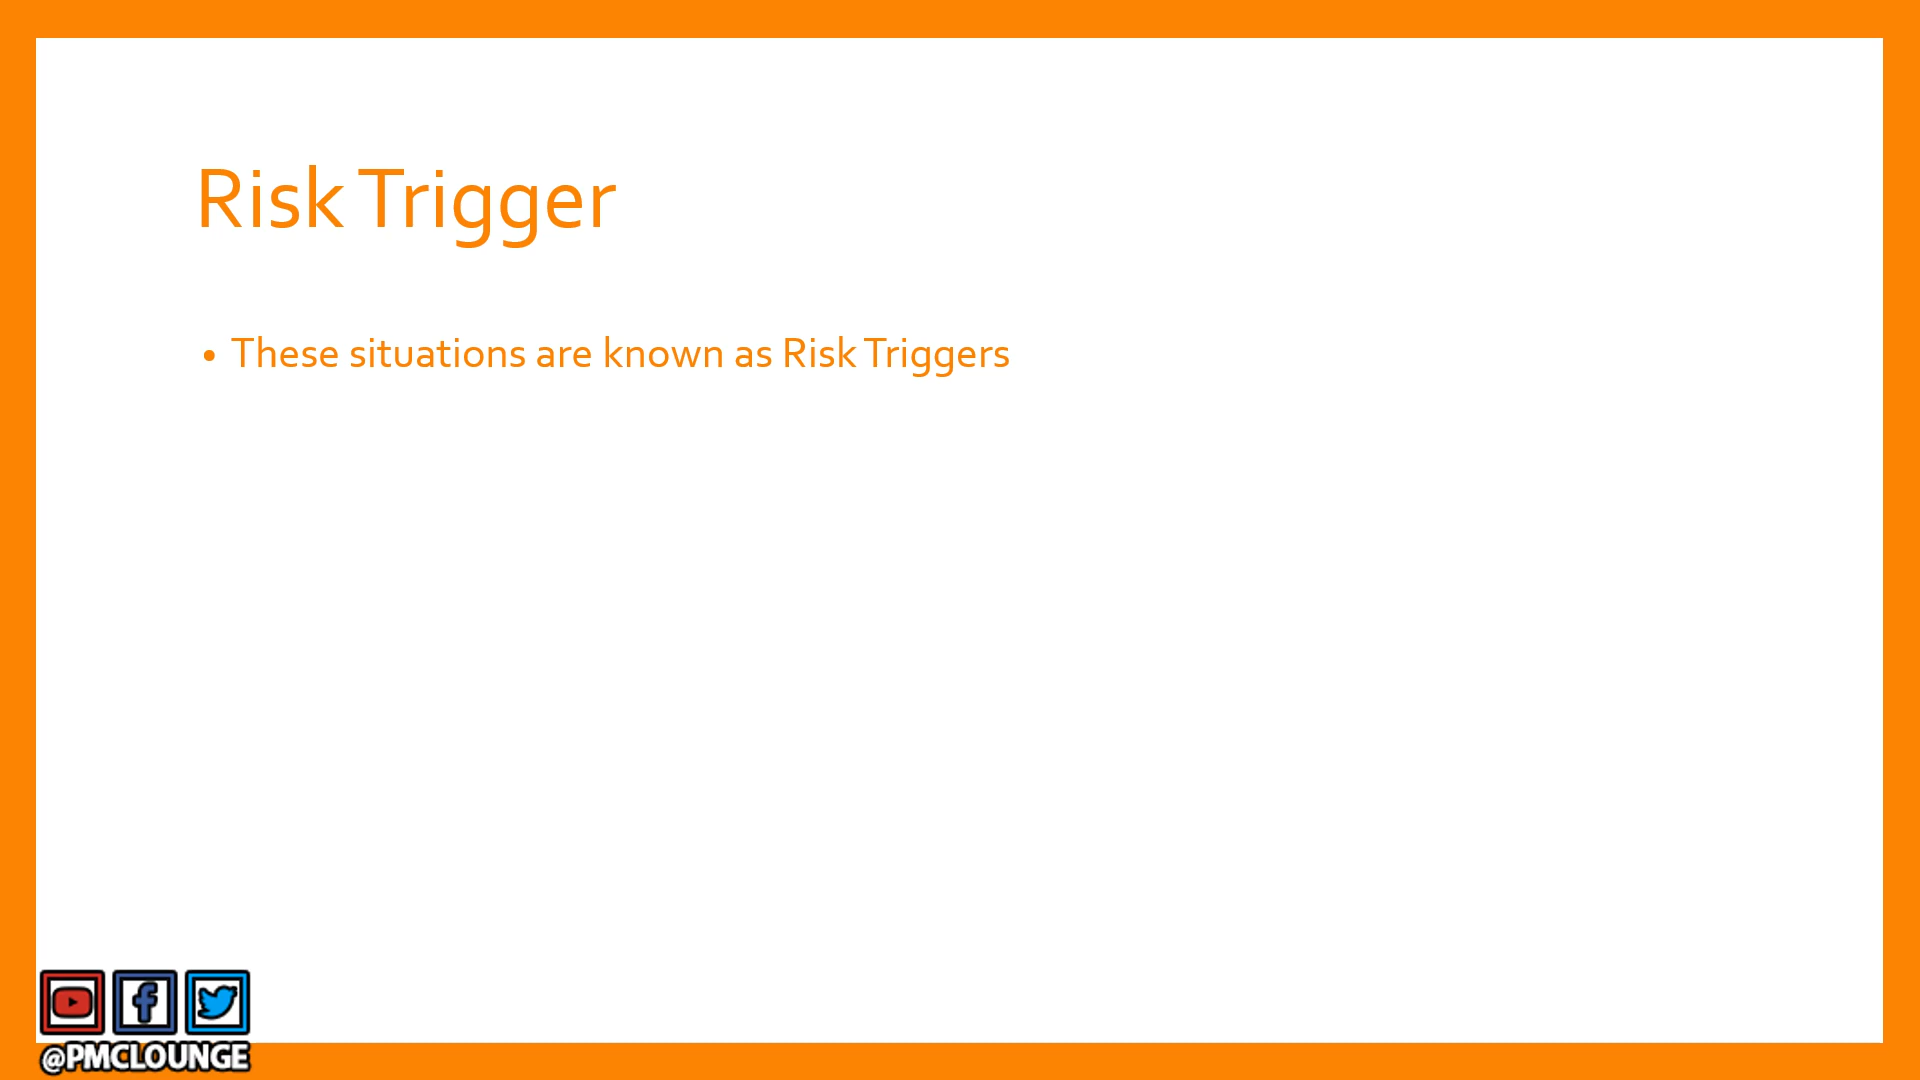 Risk Trigger
• These situations are known as Risk Triggers
@PMCLOUNGE